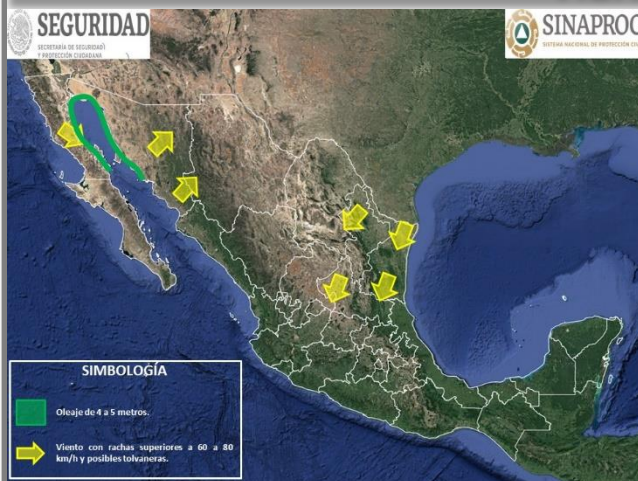 SEGURIDAD
SECRETARÍA DE SEGURIDAD
Y PROTECCIÓN CIUDADANA
SINAPROC
SISTEMA NACIONAL DE PROTECCIÓN
SIMBOLOGÍA
Oleaje de 4 a 5 metros.
Viento con rachas superiores a 60 a 80
km/h y posibles tolvaneras.